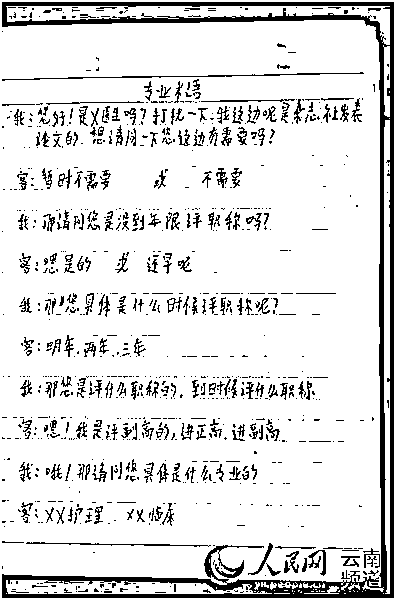 专业术语
我:您好!是X医生吗?打扰一下,我这边呢是杂志社发表
论文的,想请问一下您这边有需要吗?
客:暂时不需要 或 不需要
我:那请问您是没到年限评职称吗?
客:嗯是的 或 还早呢
我:那您具体是什么时候评职称呢?
客:明年,两年,三年
我:那您是评什么职称的,到时候评什么职称
客:嗯!我是评副高的,进正高,进副高
我:哦!那请问您具体是什么专业的
客:XX护理 XX临床
人民网 云南
yn.people.cn 频道